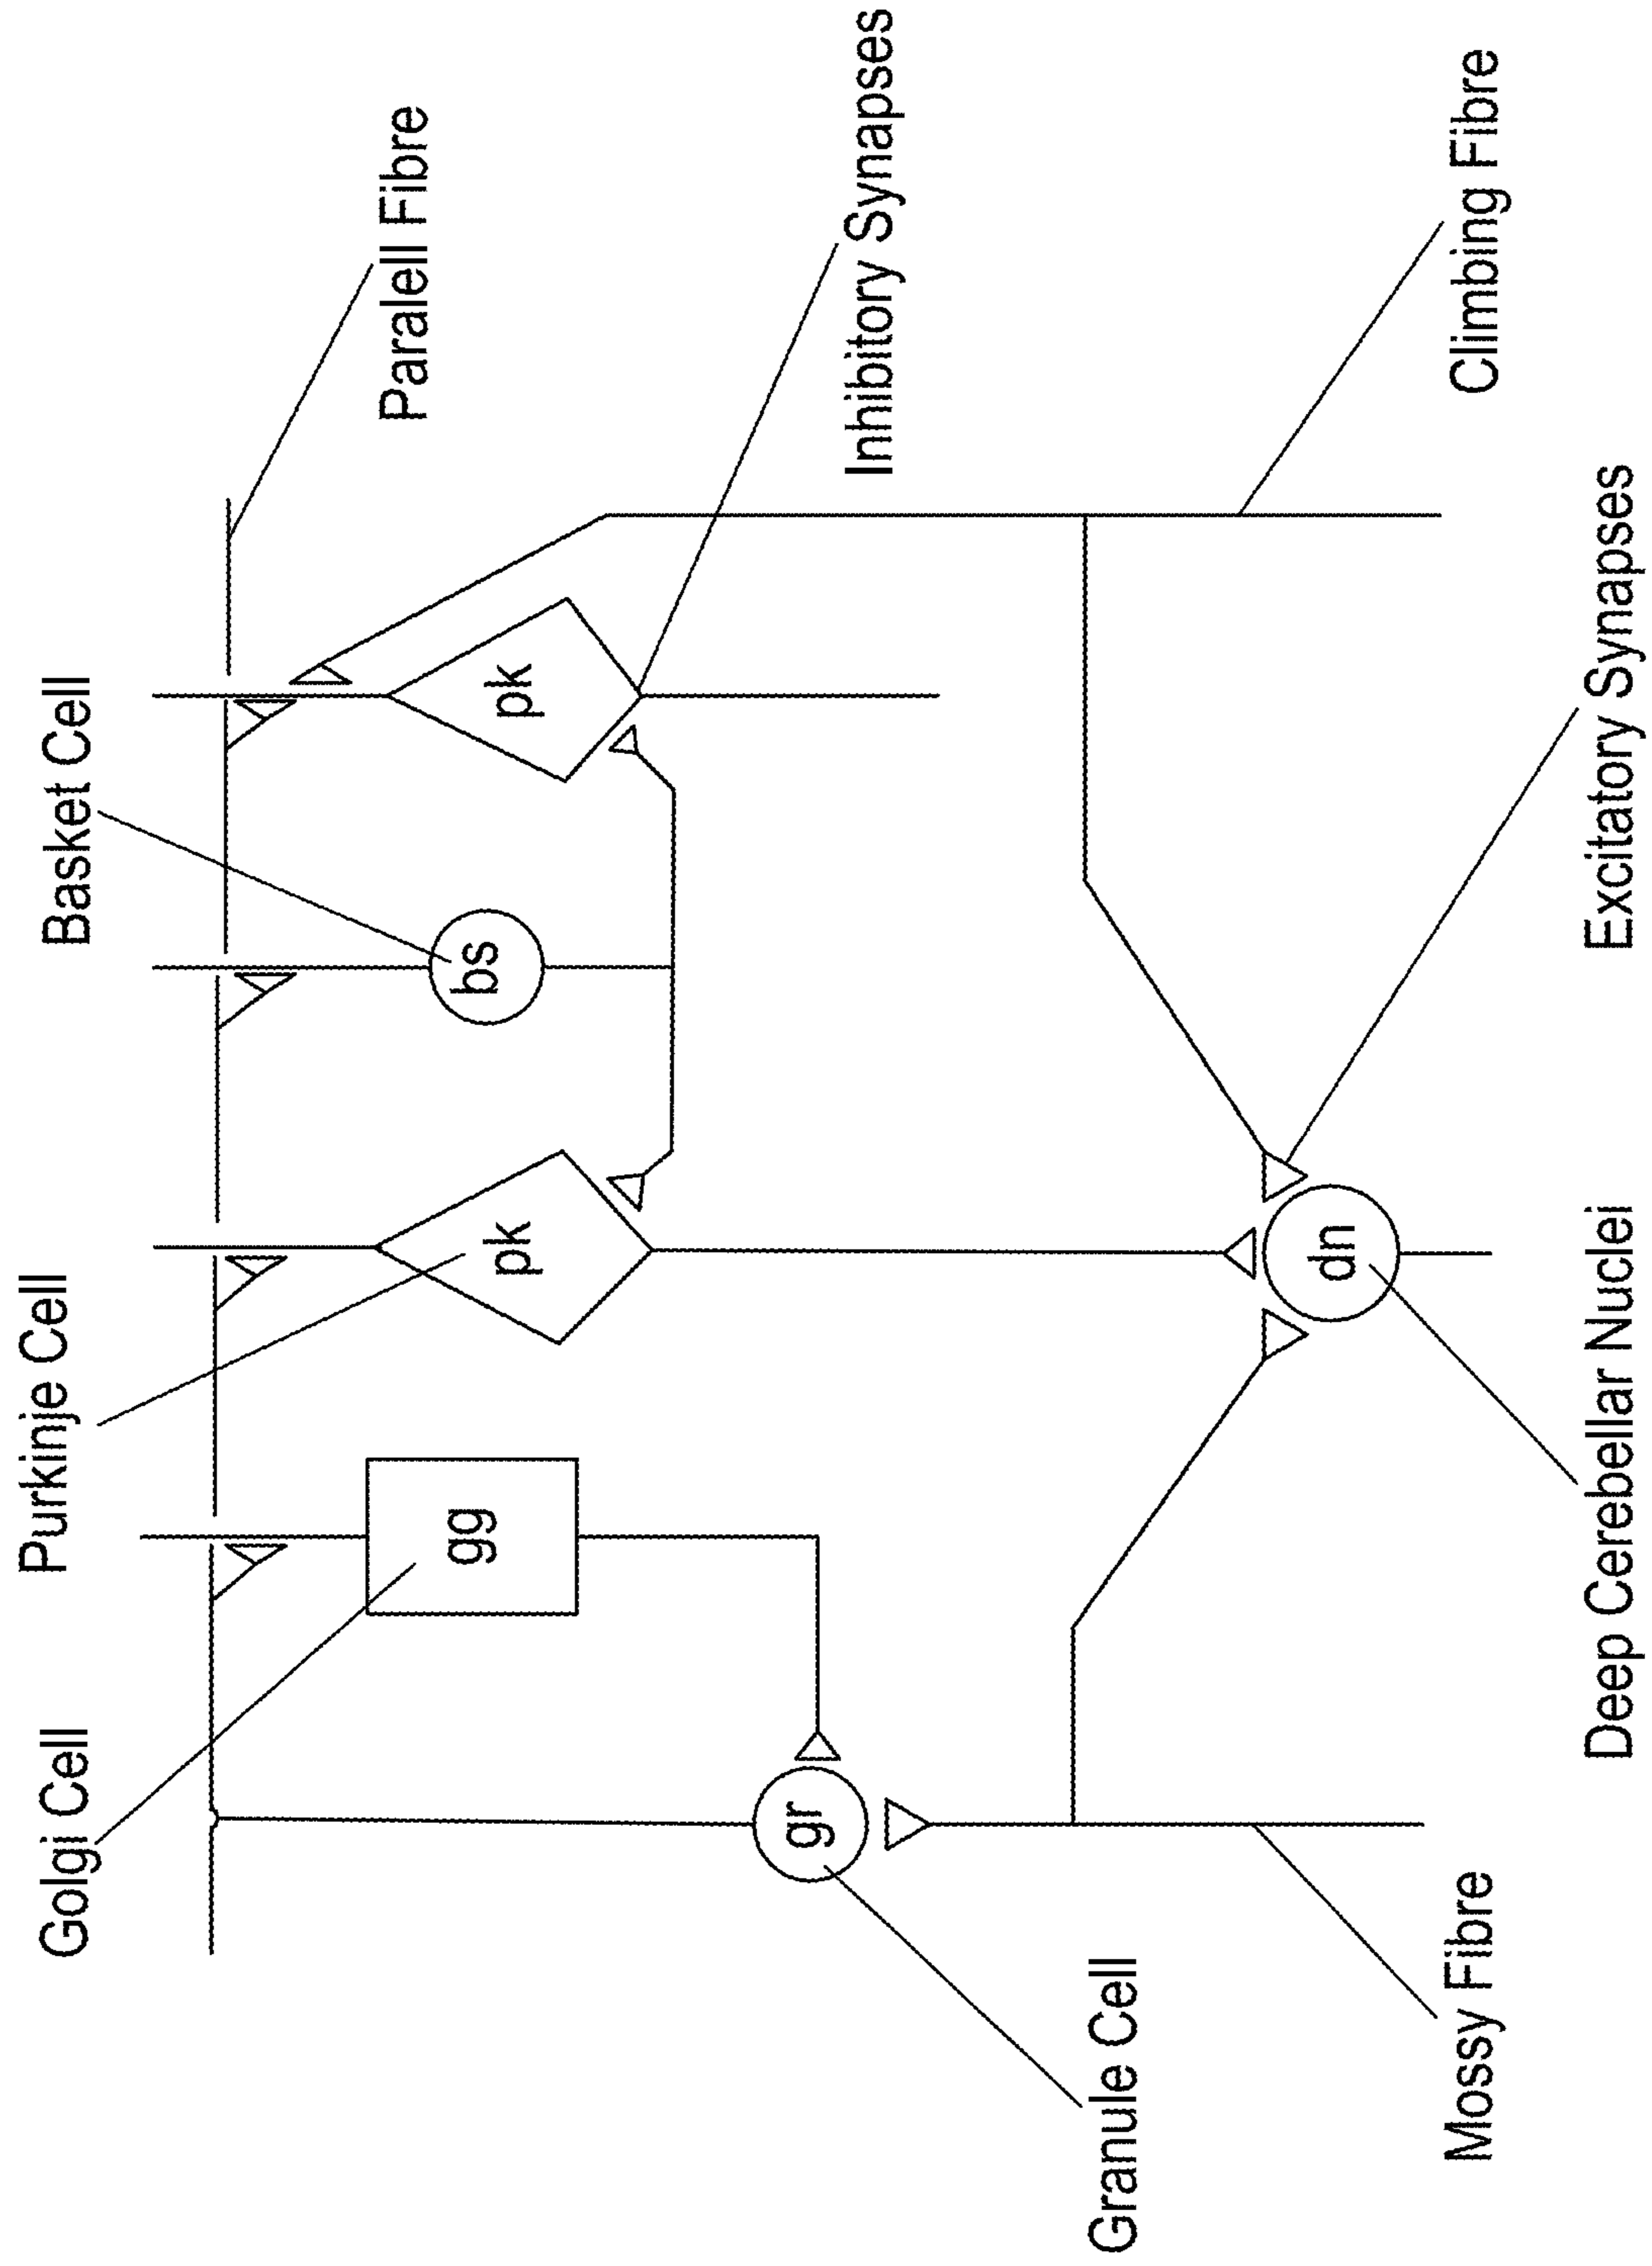 Golgi Cell
Purkinje Cell
Basket Cell
Paralell Fibre
gg
pk
bs
pk
Inhibitory Synapses
gr
Granule Cell
dn
Mossy Fibre
Climbing Fibre
Deep Cerebellar Nuclei
Excitatory Synapses